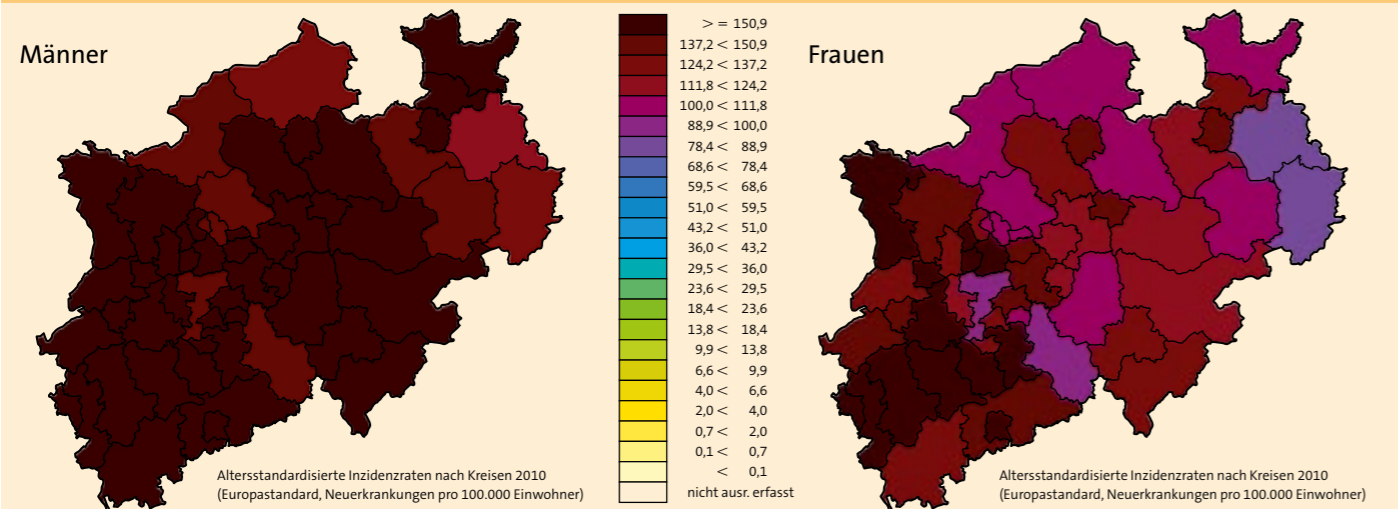 Männer
> = 150,9
137,2 < 150,9
124,2 < 137,2
111,8 < 124,2
100,0 < 111,8
88,9 < 100,0
78,4 < 88,9
68,6 < 78,4
59,5 < 68,6
51,0 < 59,5
43,2 < 51,0
36,0 < 43,2
29,5 < 36,0
23,6 < 29,5
18,4 < 23,6
13,8 < 18,4
9,9 < 13,8
6,6 < 9,9
4,0 < 6,6
2,0 < 4,0
0,7 < 2,0
0,1 < 0,7
< 0,1
nicht ausr. erfasst
Frauen
Altersstandardisierte Inzidenzraten nach Kreisen 2010
(Europastandard, Neuerkrankungen pro 100.000 Einwohner)
Altersstandardisierte Inzidenzraten nach Kreisen 2010
(Europastandard, Neuerkrankungen pro 100.000 Einwohner)